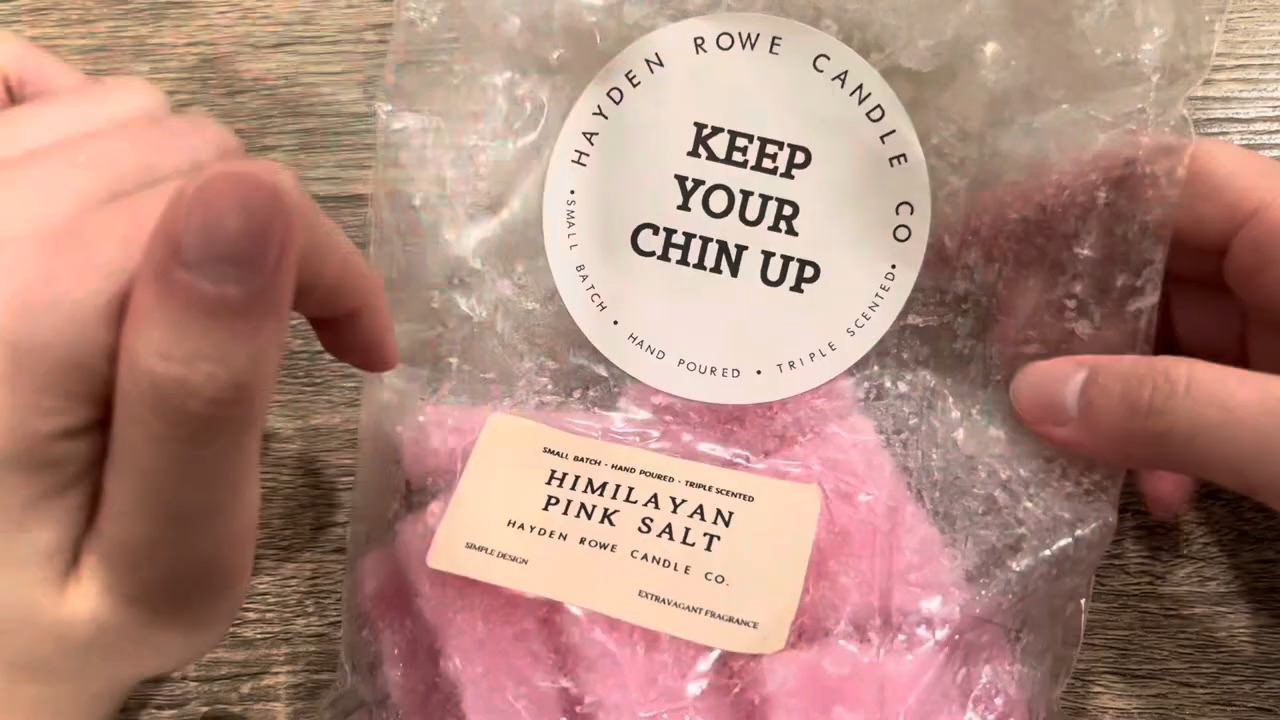 HAYDEN ROWE CANDLE CO
KEEP
YOUR
CHIN UP
• SMALL BATCH • HAND POURED • TRIPLE SCENTED •
SMALL BATCH - HAND POURED - TRIPLE SCENTED
HIMILAYAN
PINK SALT
HAYDEN ROWE CANDLE CO.
SIMPLE DESIGN
EXTRAVAGANT FRAGRANCE